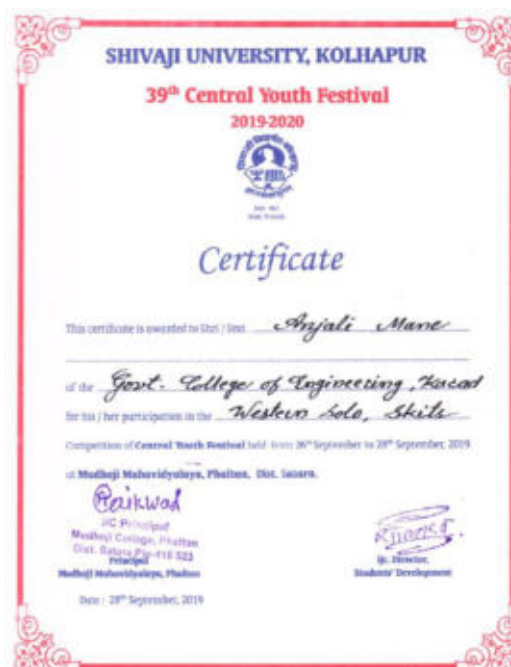 SHIVAJI UNIVERSITY, KOLHAPUR
39th Central Youth Festival
2019-2020
Certificate
This certificate is awarded to Shri / Smt. Anjali Mane
of the Govt. College of Engineering, Karad
for his / her participation in the Western Solo, Skits
Competition of Central Youth Festival held from 26th September to 28th September, 2019
at Mudhoji Mahavidyalaya, Phaltan, Dist. Satara.
Gaikwad
I/C Principal
Mudhoji College, Phaltan
Dist. Satara Pin-415 523
Principal
Mudhoji Mahavidyalaya, Phaltan
Director,
Students' Development
Date : 28th September, 2019